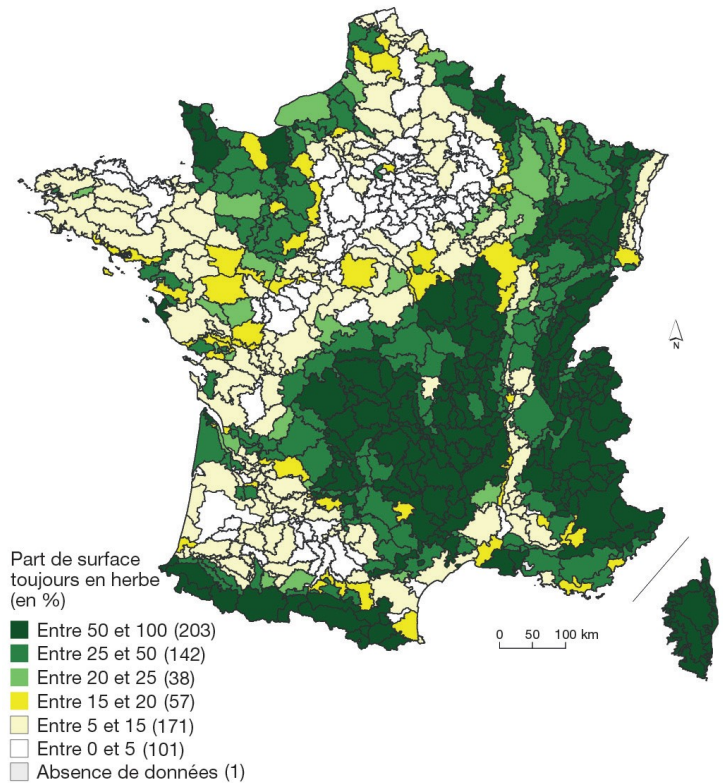 N
Part de surface
toujours en herbe
(en %)
Entre 50 et 100 (203)
Entre 25 et 50 (142)
Entre 20 et 25 (38)
Entre 15 et 20 (57)
Entre 5 et 15 (171)
Entre 0 et 5 (101)
Absence de données (1)
0 50 100 km